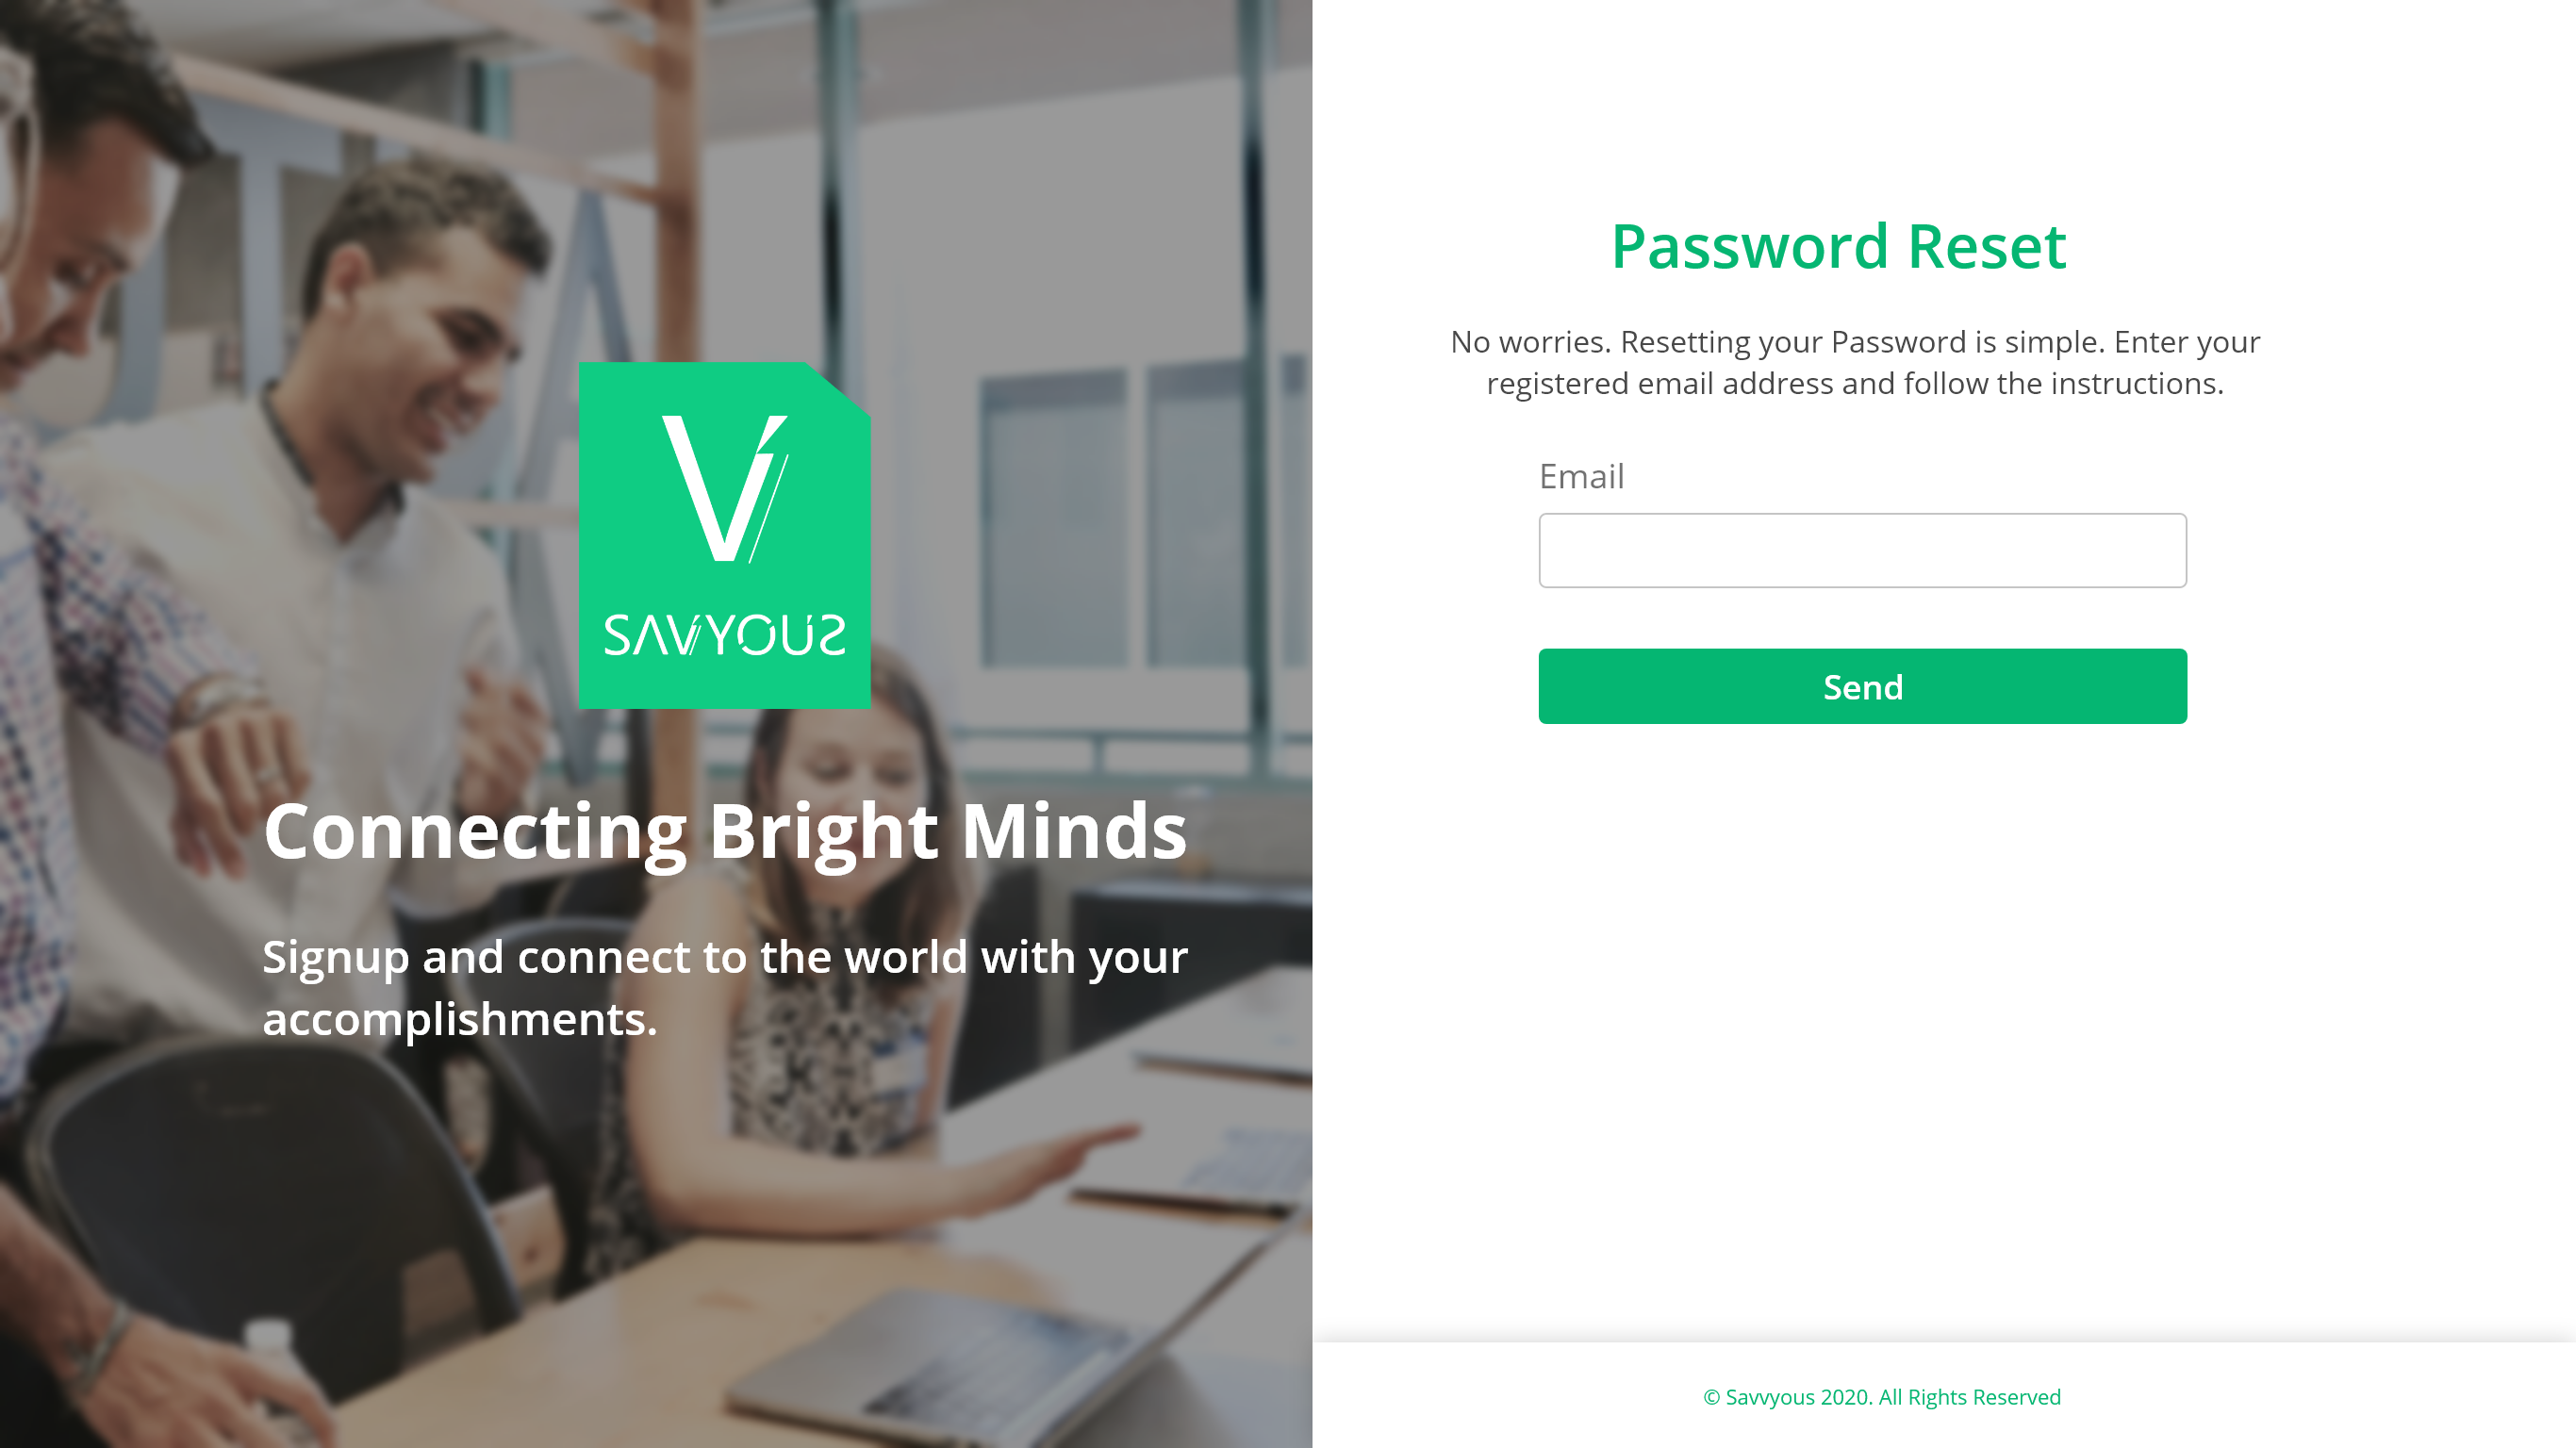 SAVVYOUS
Connecting Bright Minds
Signup and connect to the world with your
accomplishments.
Password Reset
No worries. Resetting your Password is simple. Enter your
registered email address and follow the instructions.
Email
Send
© Savvyous 2020. All Rights Reserved